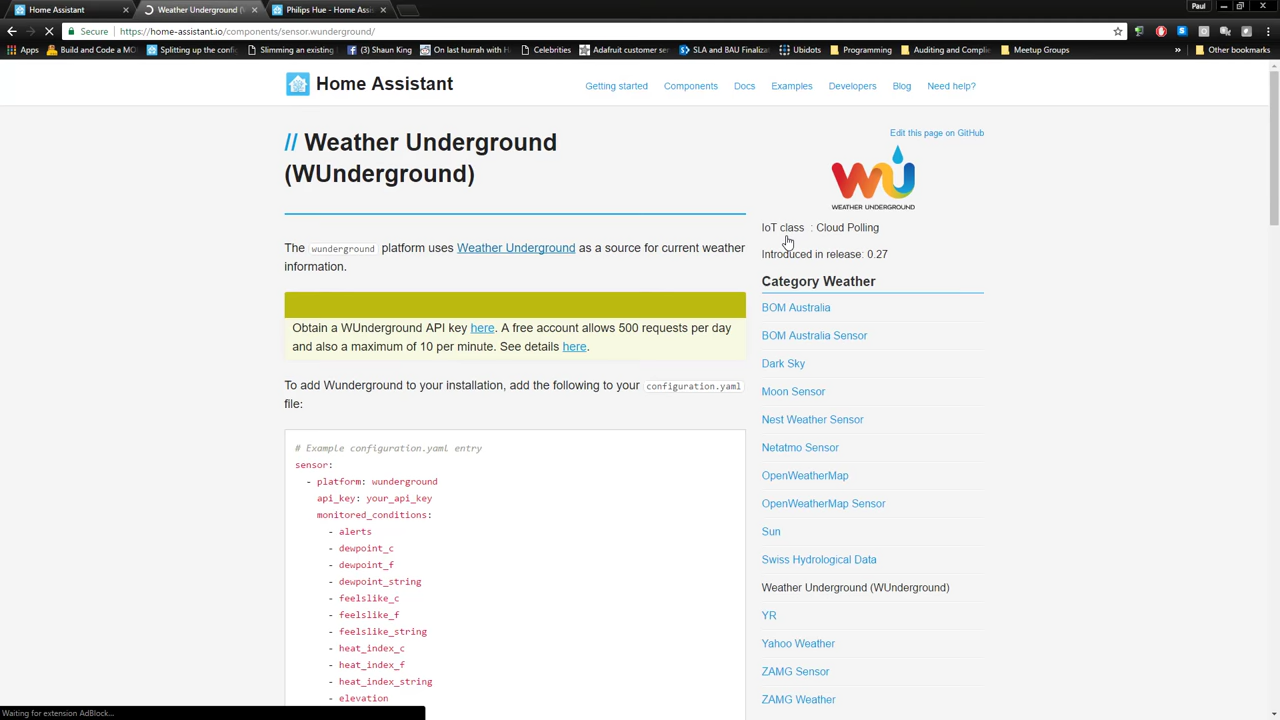 Home Assistant
Weather Underground (W
Philips Hue - Home Assis
Paul
Secure
https://home-assistant.io/components/sensor.wunderground/
Apps
Build and Code a MO
Splitting up the config
Slimming an existing
(3) Shaun King
On last hurrah with H
Celebrities
Adafruit customer ser
SLA and BAU Finaliza
Ubidots
Programming
Auditing and Complie
Meetup Groups
»
Other bookmarks
Home Assistant
Getting started
Components
Docs
Examples
Developers
Blog
Need help?
// Weather Underground
(WUnderground)
The wunderground platform uses Weather Underground as a source for current weather
information.
Obtain a WUnderground API key here. A free account allows 500 requests per day
and also a maximum of 10 per minute. See details here.
To add Wunderground to your installation, add the following to your configuration.yaml
file:
# Example configuration.yaml entry
sensor:
- platform: wunderground
api_key: your_api_key
monitored_conditions:
- alerts
- dewpoint_c
- dewpoint_f
- dewpoint_string
- feelslike_c
- feelslike_f
- feelslike_string
- heat_index_c
- heat_index_f
- heat_index_string
- elevation
Edit this page on GitHub
WU
WEATHER UNDERGROUND
IoT class : Cloud Polling
Introduced in release: 0.27
Category Weather
BOM Australia
BOM Australia Sensor
Dark Sky
Moon Sensor
Nest Weather Sensor
Netatmo Sensor
OpenWeatherMap
OpenWeatherMap Sensor
Sun
Swiss Hydrological Data
Weather Underground (WUnderground)
YR
Yahoo Weather
ZAMG Sensor
ZAMG Weather
Waiting for extension AdBlock...